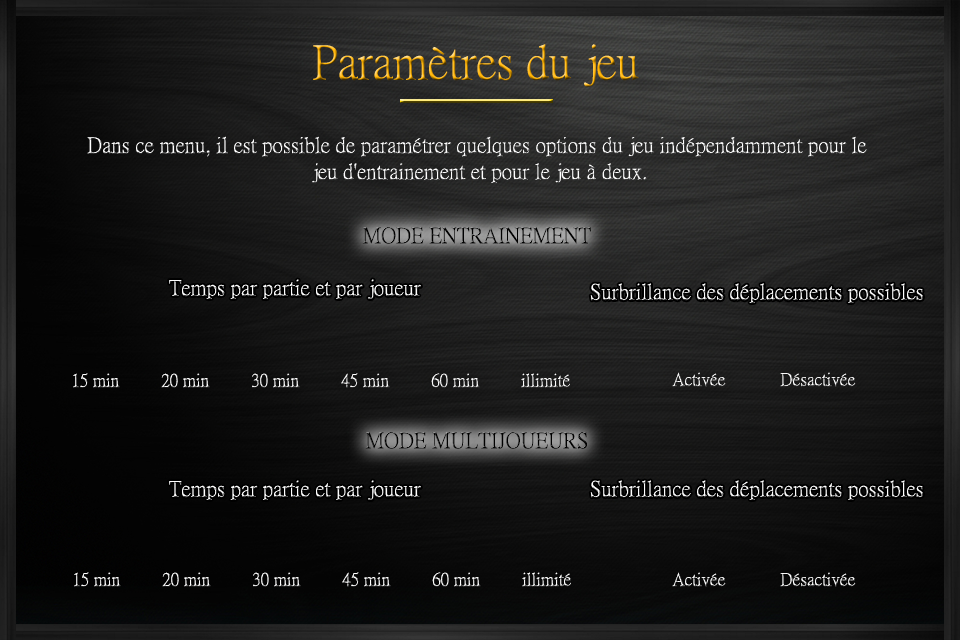 Paramètres du jeu
Dans ce menu, il est possible de paramétrer quelques options du jeu indépendamment pour le
jeu d'entrainement et pour le jeu à deux.
MODE ENTRAINEMENT
Temps par partie et par joueur
Surbrillance des déplacements possibles
15 min 20 min 30 min 45 min 60 min illimité
Activée Désactivée
MODE MULTIJOUEURS
Temps par partie et par joueur
Surbrillance des déplacements possibles
15 min 20 min 30 min 45 min 60 min illimité
Activée Désactivée